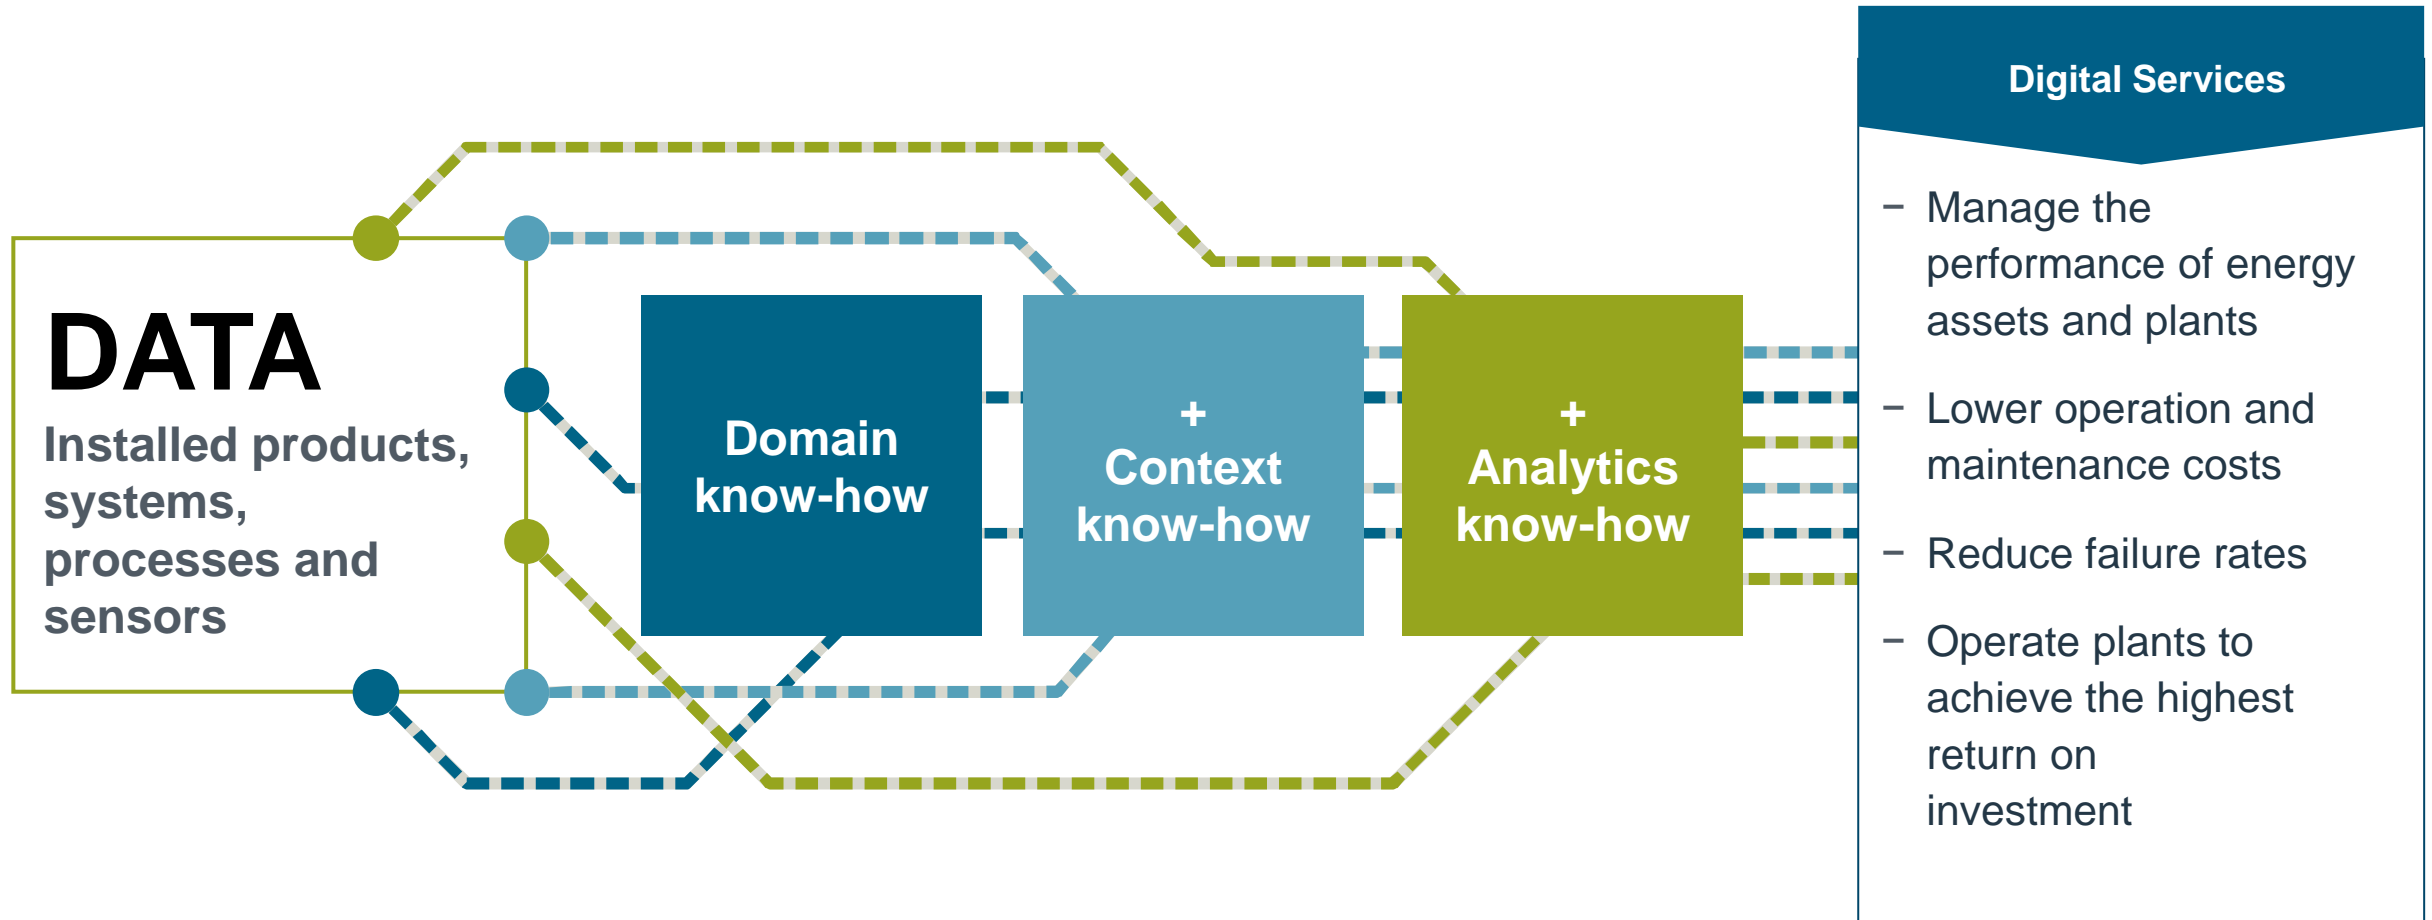 DATA
Installed products,
systems,
processes and
sensors
Domain
know-how
+
Context
know-how
+
Analytics
know-how
Digital Services
− Manage the
performance of energy
assets and plants
− Lower operation and
maintenance costs
− Reduce failure rates
− Operate plants to
achieve the highest
return on
investment